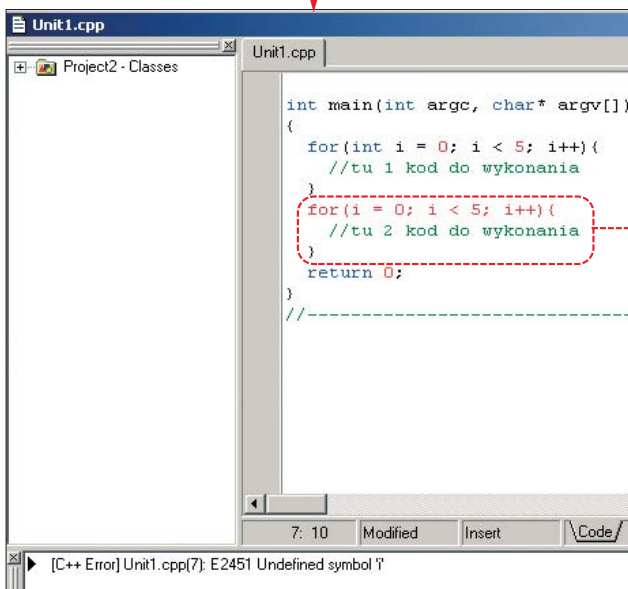 Unit1.cpp
Project2 - Classes
Unit1.cpp
int main(int argc, char* argv[])
{
for(int i = 0; i < 5; i++){
//tu 1 kod do wykonania
}
for(i = 0; i < 5; i++){
//tu 2 kod do wykonania
}
return 0;
}
//------------------------------
7: 10 Modified Insert \Code/
[C++ Error] Unit1.cpp(7): E2451 Undefined symbol 'i'